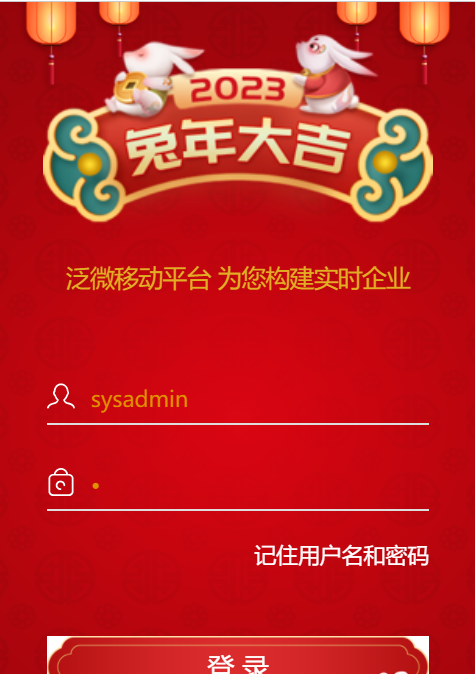 2023
兔年大吉
泛微移动平台 为您构建实时企业
sysadmin
•
记住用户名和密码
登 录